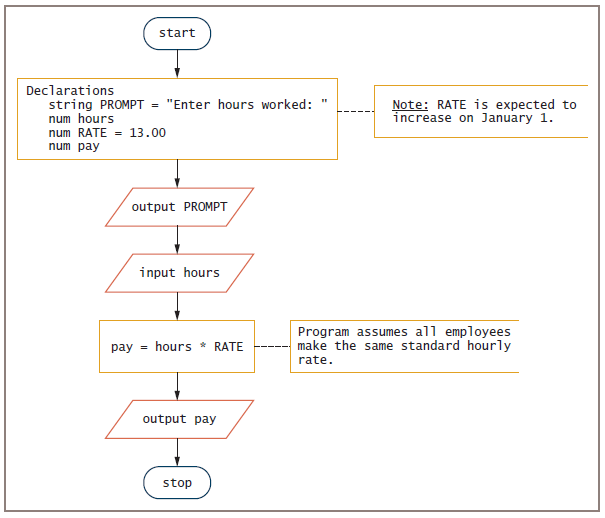 start
Declarations
string PROMPT = "Enter hours worked: "
num hours
num RATE = 13.00
num pay
Note: RATE is expected to
increase on January 1.
output PROMPT
input hours
pay = hours * RATE
Program assumes all employees
make the same standard hourly
rate.
output pay
stop